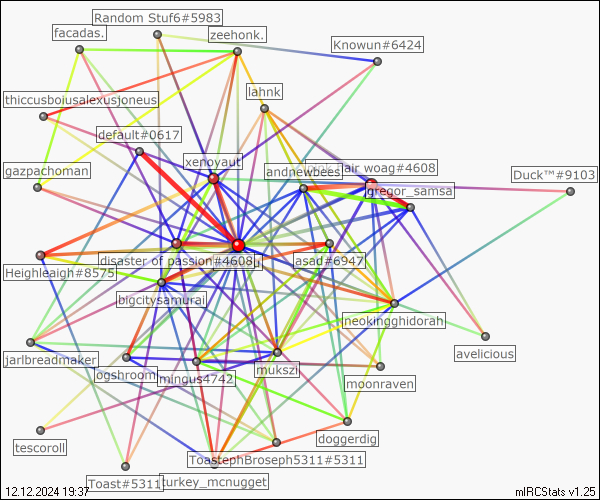 Random Stuf6#5983
facadas.
zeehonk.
Knowun#6424
lahnk
thiccusboiusalexusjoneus
default#0617
xenoyaut
andnewbees
air woag#4608
gazpachoman
Duck™#9103
gregor_samsa
disaster of passion#4608
asad#6947
Heighleaigh#8575
bigcitysamurai
neokingghidorah
jarlbreadmaker
ogshroom
mingus4742
mukszi
avelicious
moonraven
doggerdig
tescoroll
ToastephBroseph5311#5311
Toast#5311
turkey_mcnugget
12.12.2024 19:37
mIRCStats v1.25